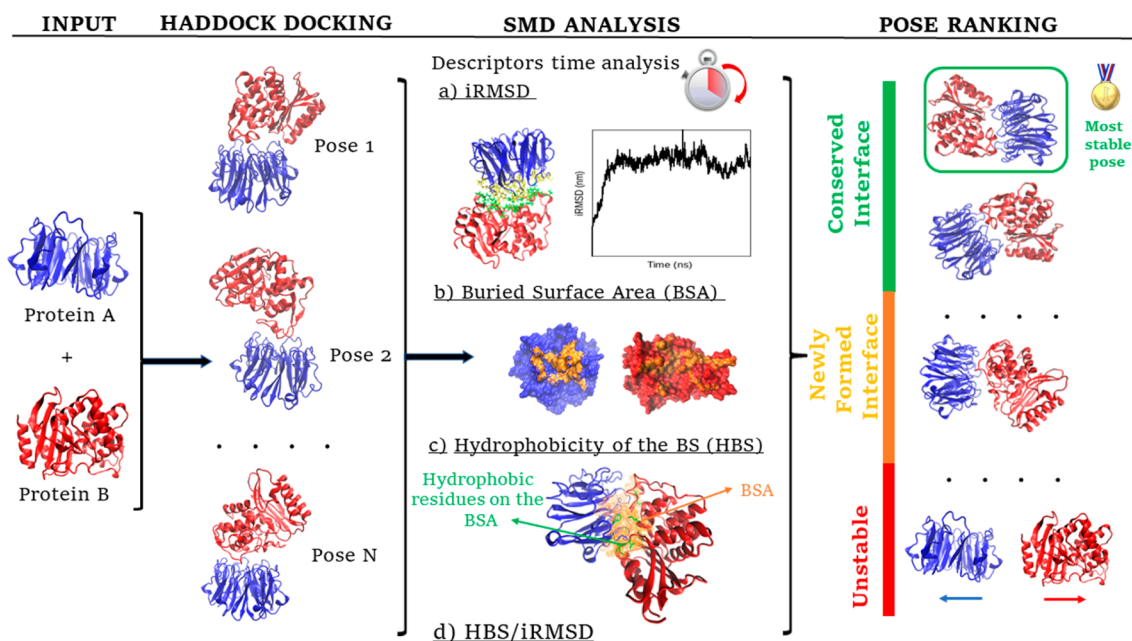 INPUT
HADDOCK DOCKING
SMD ANALYSIS
POSE RANKING
Protein A
+
Protein B
Pose 1
Pose 2
. . . .
Pose N
Descriptors time analysis
a) iRMSD
iRMSD (nm)
Time (ns)
b) Buried Surface Area (BSA)
c) Hydrophobicity of the BS (HBS)
Hydrophobic
residues on the
BSA
BSA
d) HBS/iRMSD
Conserved
Interface
Most
stable
pose
. . . .
Newly
Formed
Interface
. . . .
Unstable